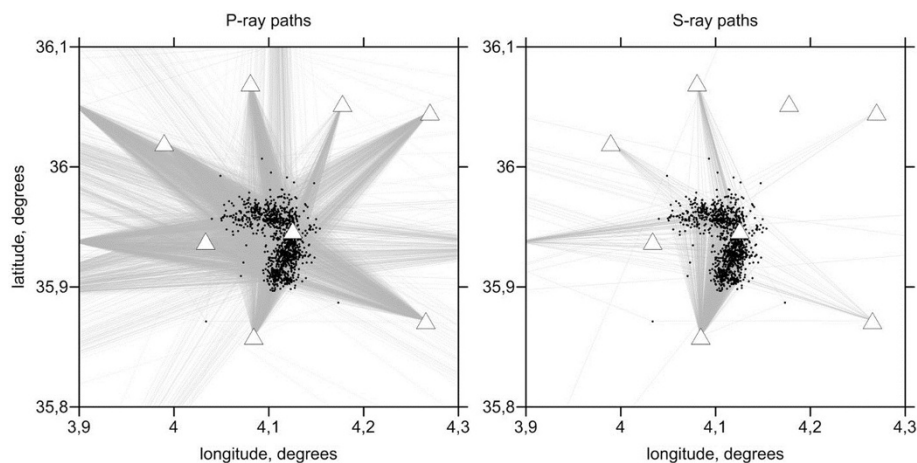 P-ray paths
S-ray paths
36,1
36
35,9
35,8
latitude, degrees
3,9 4 4,1 4,2 4,3
longitude, degrees
36,1
36
35,9
35,8
3,9 4 4,1 4,2 4,3
longitude, degrees